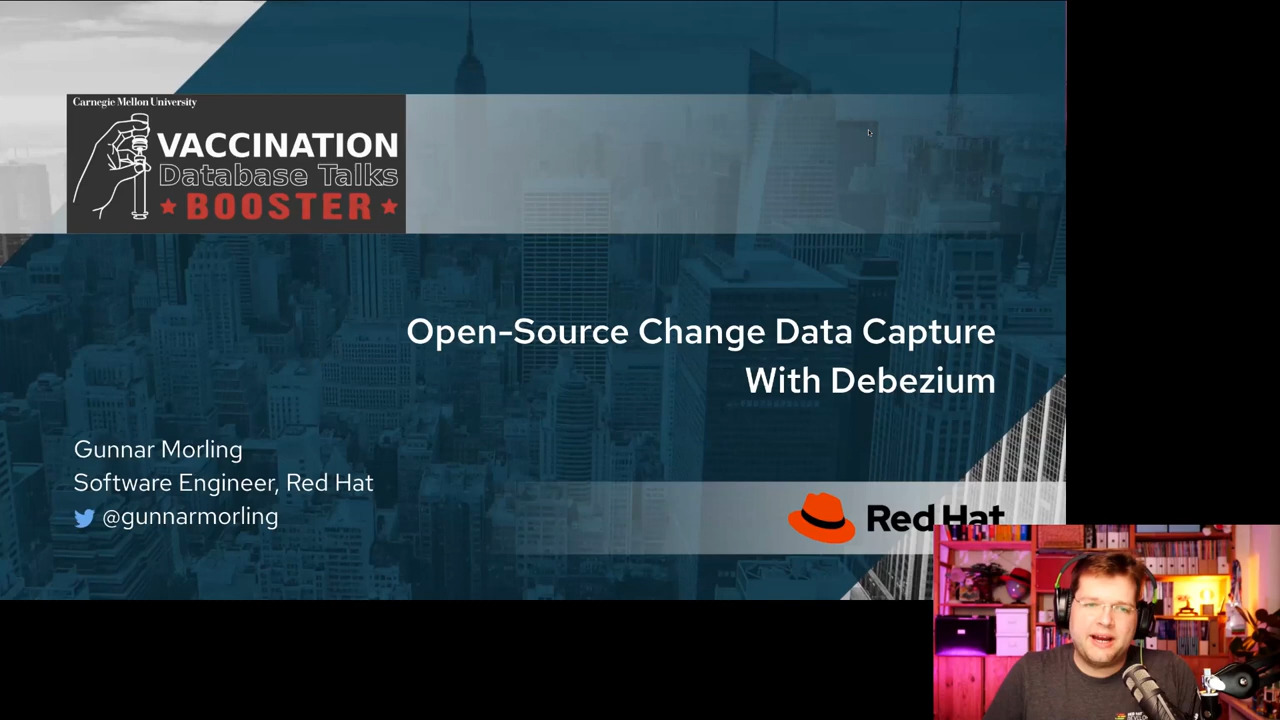 Carnegie Mellon University
VACCINATION
Database Talks
★ BOOSTER ★
Open-Source Change Data Capture
With Debezium
Gunnar Morling
Software Engineer, Red Hat
@gunnarmorling
Red Hat